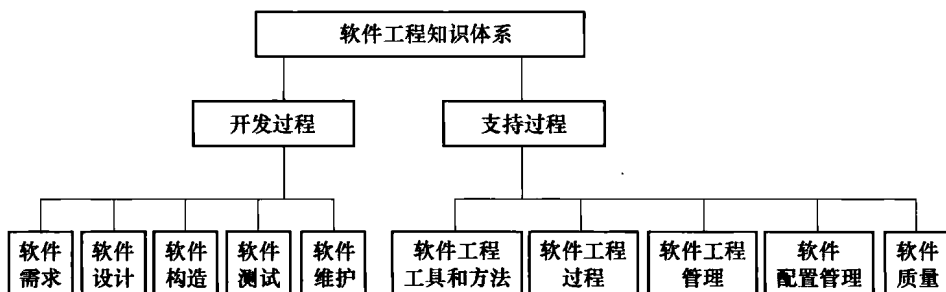 软件工程知识体系
开发过程
支持过程
软件
需求
软件
设计
软件
构造
软件
测试
软件
维护
软件工程
工具和方法
软件工程
过程
软件工程
管理
软件
配置管理
软件
质量